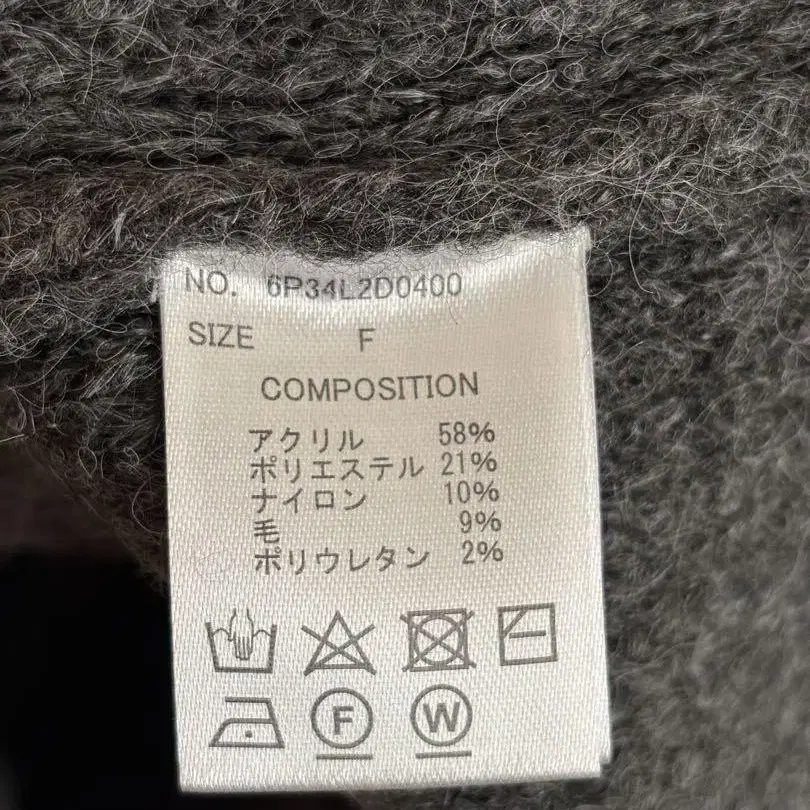 NO. 6P34L2D0400
SIZE F
COMPOSITION
アクリル 58%
ポリエステル 21%
ナイロン 10%
毛 9%
ポリウレタン 2%
F W